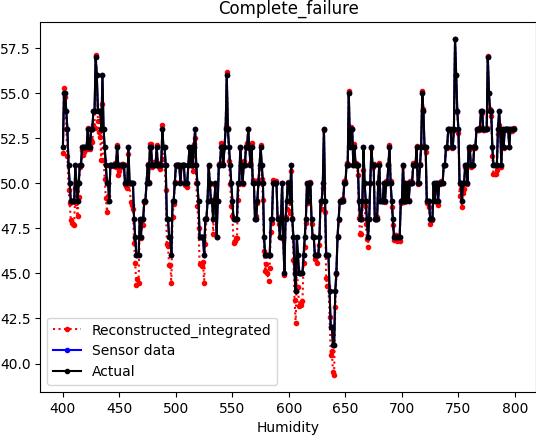 Complete_failure
57.5
55.0
52.5
50.0
47.5
45.0
42.5
40.0
Reconstructed_integrated
Sensor data
Actual
400 450 500 550 600 650 700 750 800
Humidity